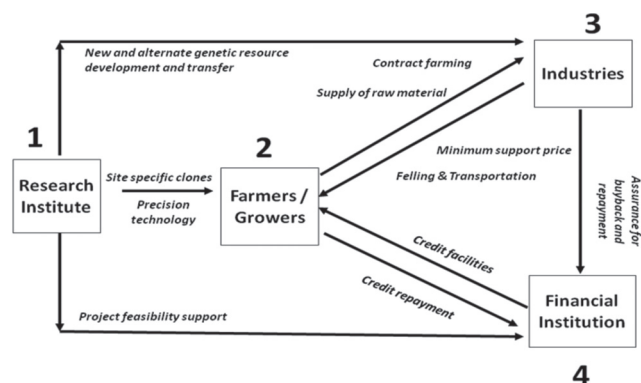 3
New and alternate genetic resource
development and transfer
Contract farming
Industries
Supply of raw material
1
2
Minimum support price
Site specific clones
Research
Institute
Farmers /
Growers
Felling & Transportation
Precision
technology
Assurance for
buyback and
repayment
Credit facilities
Credit repayment
Financial
Institution
Project feasibility support
4